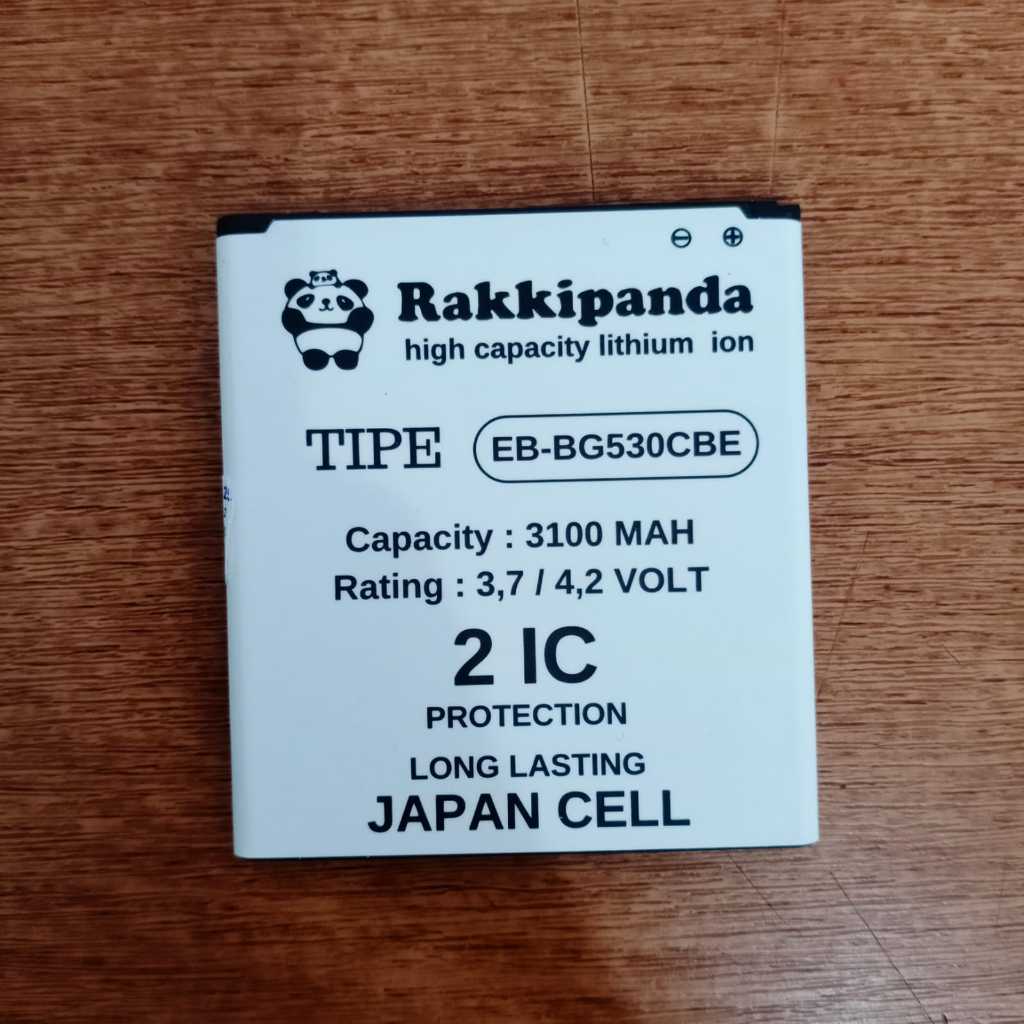 ⊖ ⊕
Rakkipanda
high capacity lithium ion
TIPE EB-BG530CBE
Capacity : 3100 MAH
Rating : 3,7 / 4,2 VOLT
2 IC
PROTECTION
LONG LASTING
JAPAN CELL